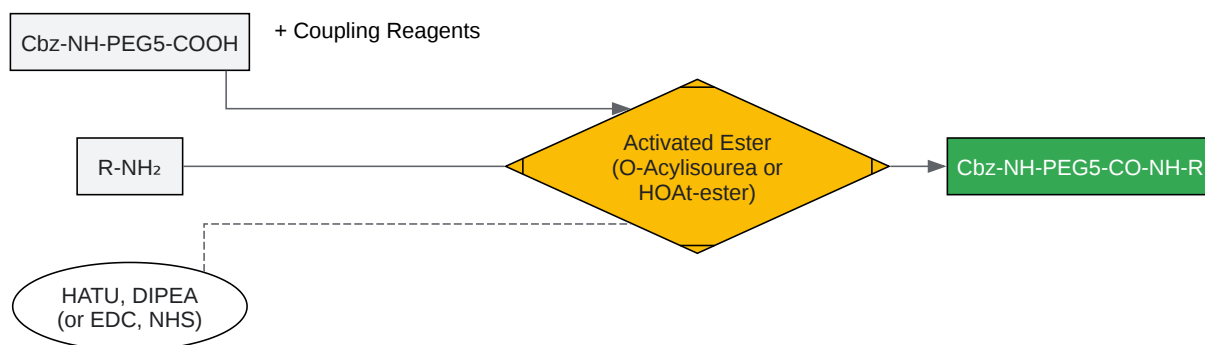 Cbz-NH-PEG5-COOH
+ Coupling Reagents
R-NH₂
Activated Ester
(O-Acylisourea or
HOAt-ester)
Cbz-NH-PEG5-CO-NH-R
HATU, DIPEA
(or EDC, NHS)